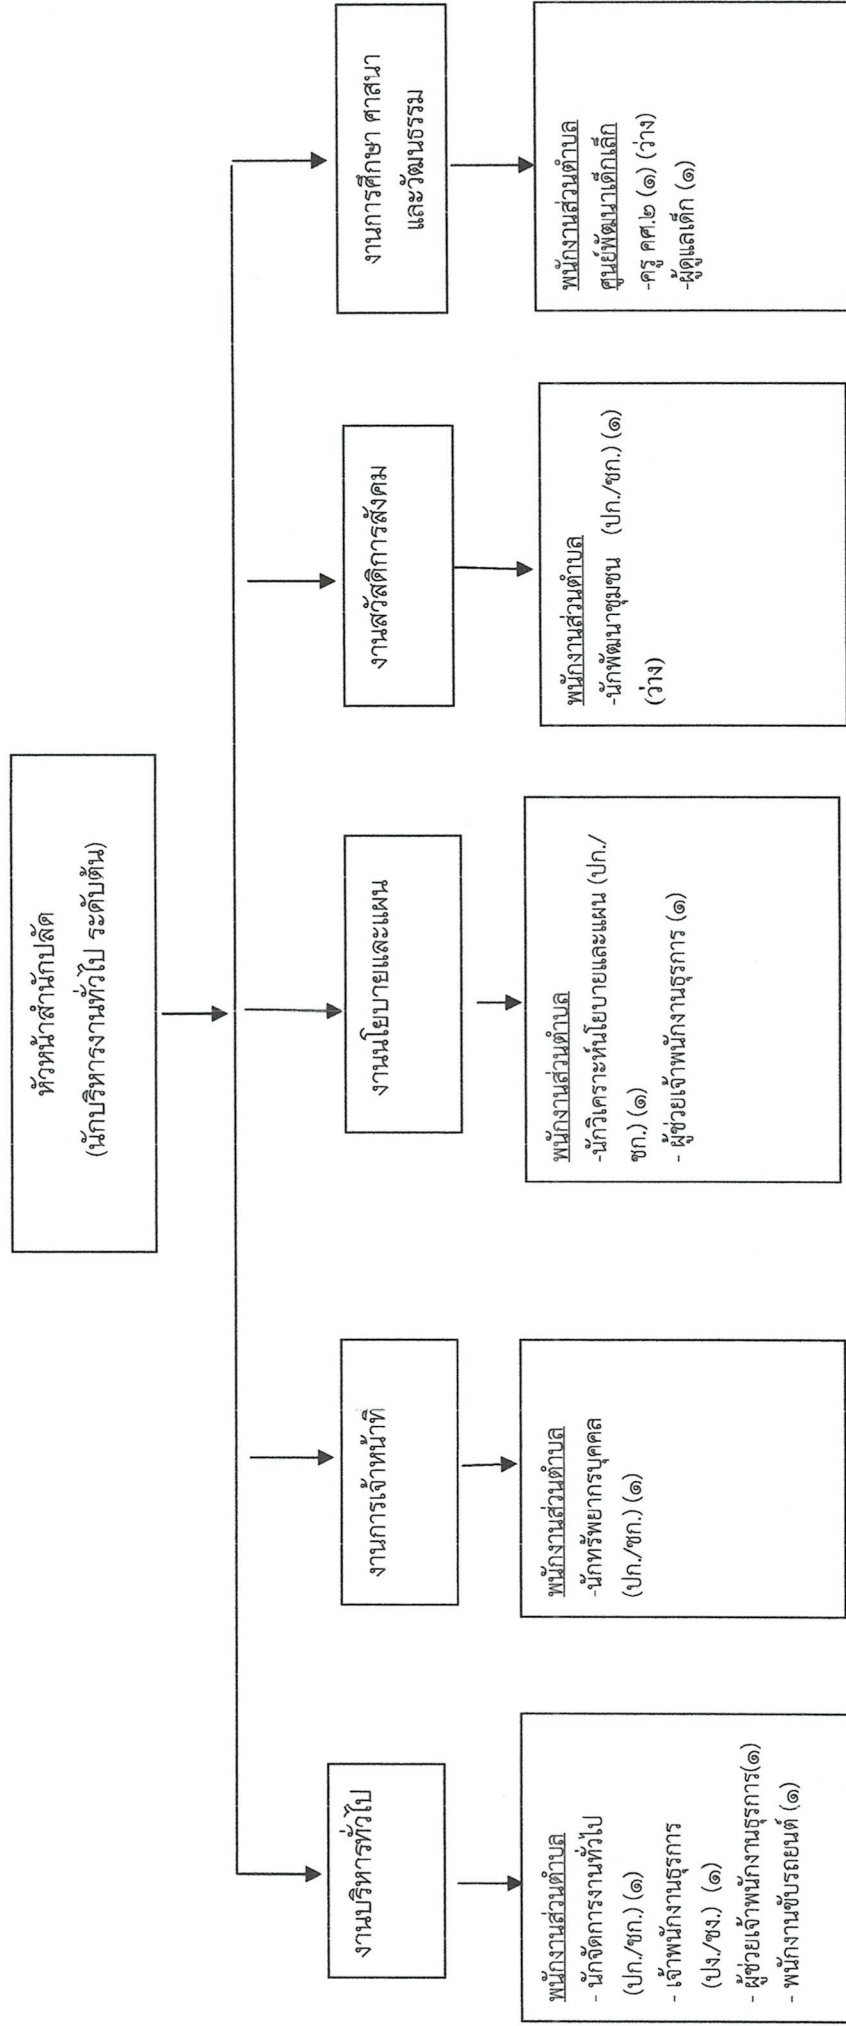 หัวหน้าสำนักปลัด
(นักบริหารงานทั่วไป ระดับต้น)
งานบริหารทั่วไป
งานการเจ้าหน้าที่
งานนโยบายและแผน
งานสวัสดิการสังคม
งานการศึกษา ศาสนา
และวัฒนธรรม
พนักงานส่วนตำบล
- นักจัดการงานทั่วไป
(ปก./ชก.) (๑)
- เจ้าพนักงานธุรการ
(ปง./ชง.) (๑)
- ผู้ช่วยเจ้าพนักงานธุรการ(๑)
- พนักงานขับรถยนต์ (๑)
พนักงานส่วนตำบล
-นักทรัพยากรบุคคล
(ปก./ชก.) (๑)
พนักงานส่วนตำบล
-นักวิเคราะห์นโยบายและแผน (ปก./
ชก.) (๑)
- ผู้ช่วยเจ้าพนักงานธุรการ (๑)
พนักงานส่วนตำบล
-นักพัฒนาชุมชน (ปก./ชก.) (๑)
(ว่าง)
พนักงานส่วนตำบล
ศูนย์พัฒนาเด็กเล็ก
-ครู คศ.๒ (๑) (ว่าง)
-ผู้ดูแลเด็ก (๑)